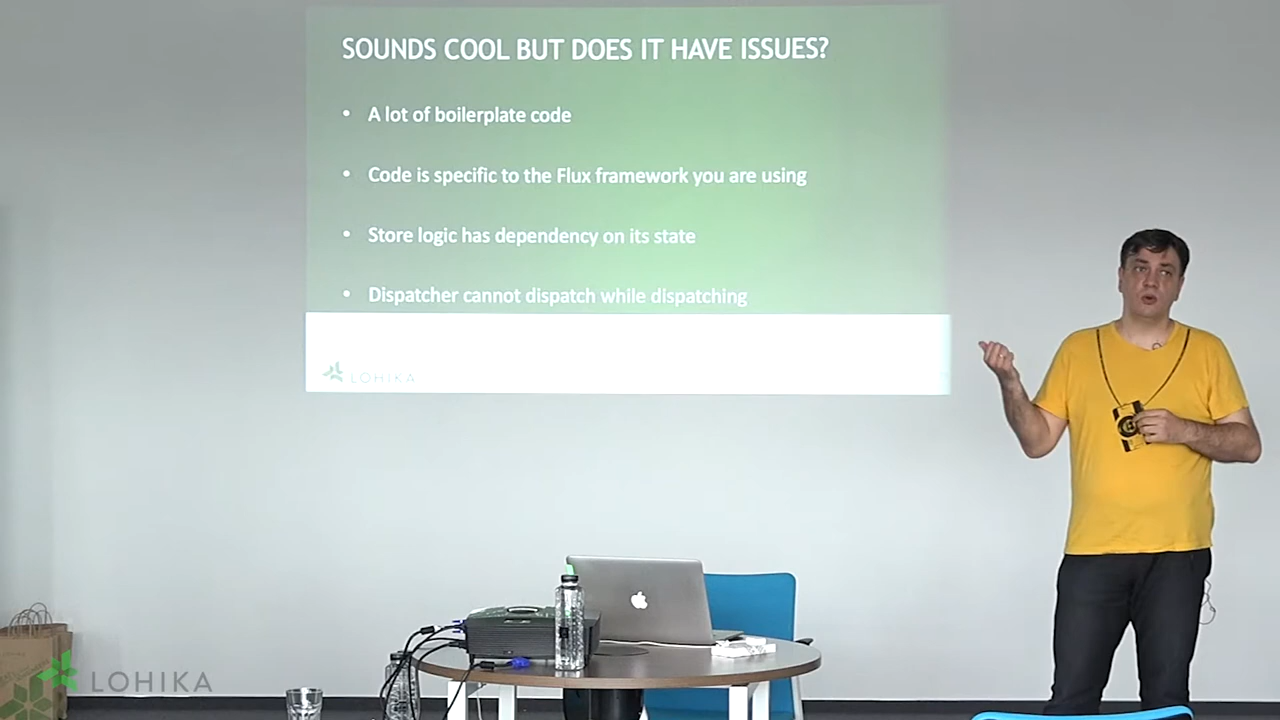 SOUNDS COOL BUT DOES IT HAVE ISSUES?
• A lot of boilerplate code
• Code is specific to the Flux framework you are using
• Store logic has dependency on its state
• Dispatcher cannot dispatch while dispatching
LOHIKA
LOHIKA